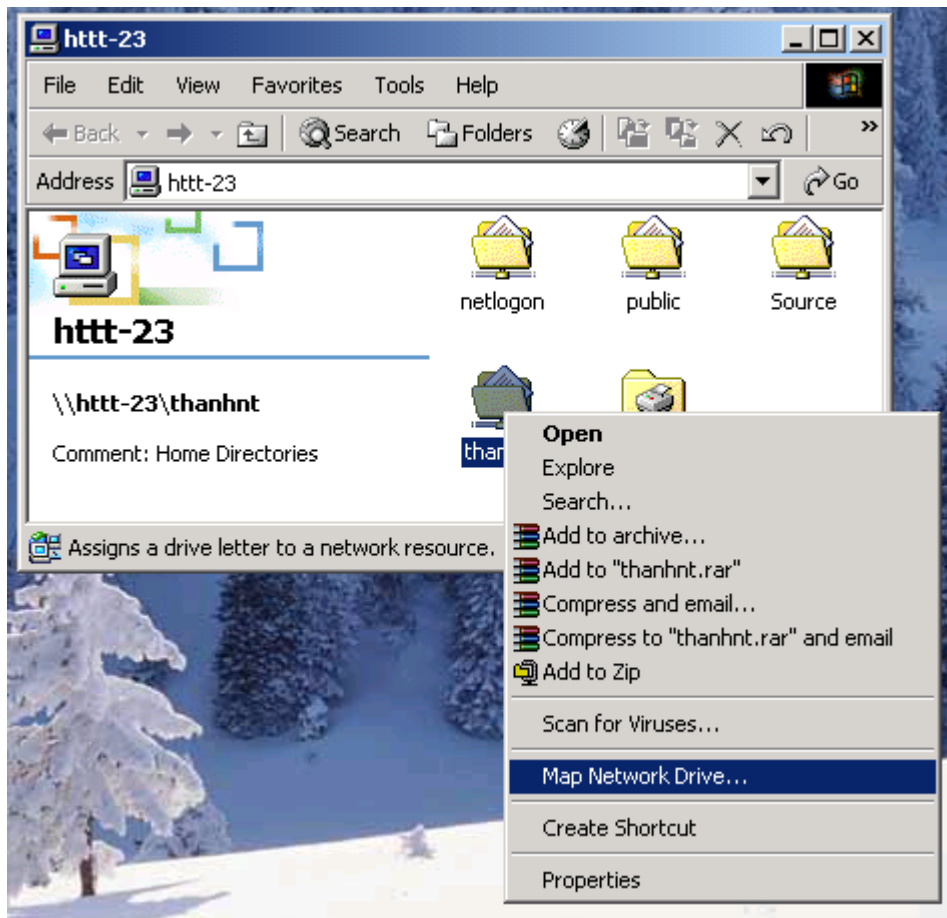 httt-23
File Edit View Favorites Tools Help
Back Search Folders »
Address httt-23 Go
netlogon public Source
httt-23
\\httt-23\thanhnt
Comment: Home Directories
Open
Explore
Search...
Add to archive...
Add to "thanhnt.rar"
Compress and email...
Compress to "thanhnt.rar" and email
Add to Zip
Scan for Viruses...
Map Network Drive...
Create Shortcut
Properties
Assigns a drive letter to a network resource.